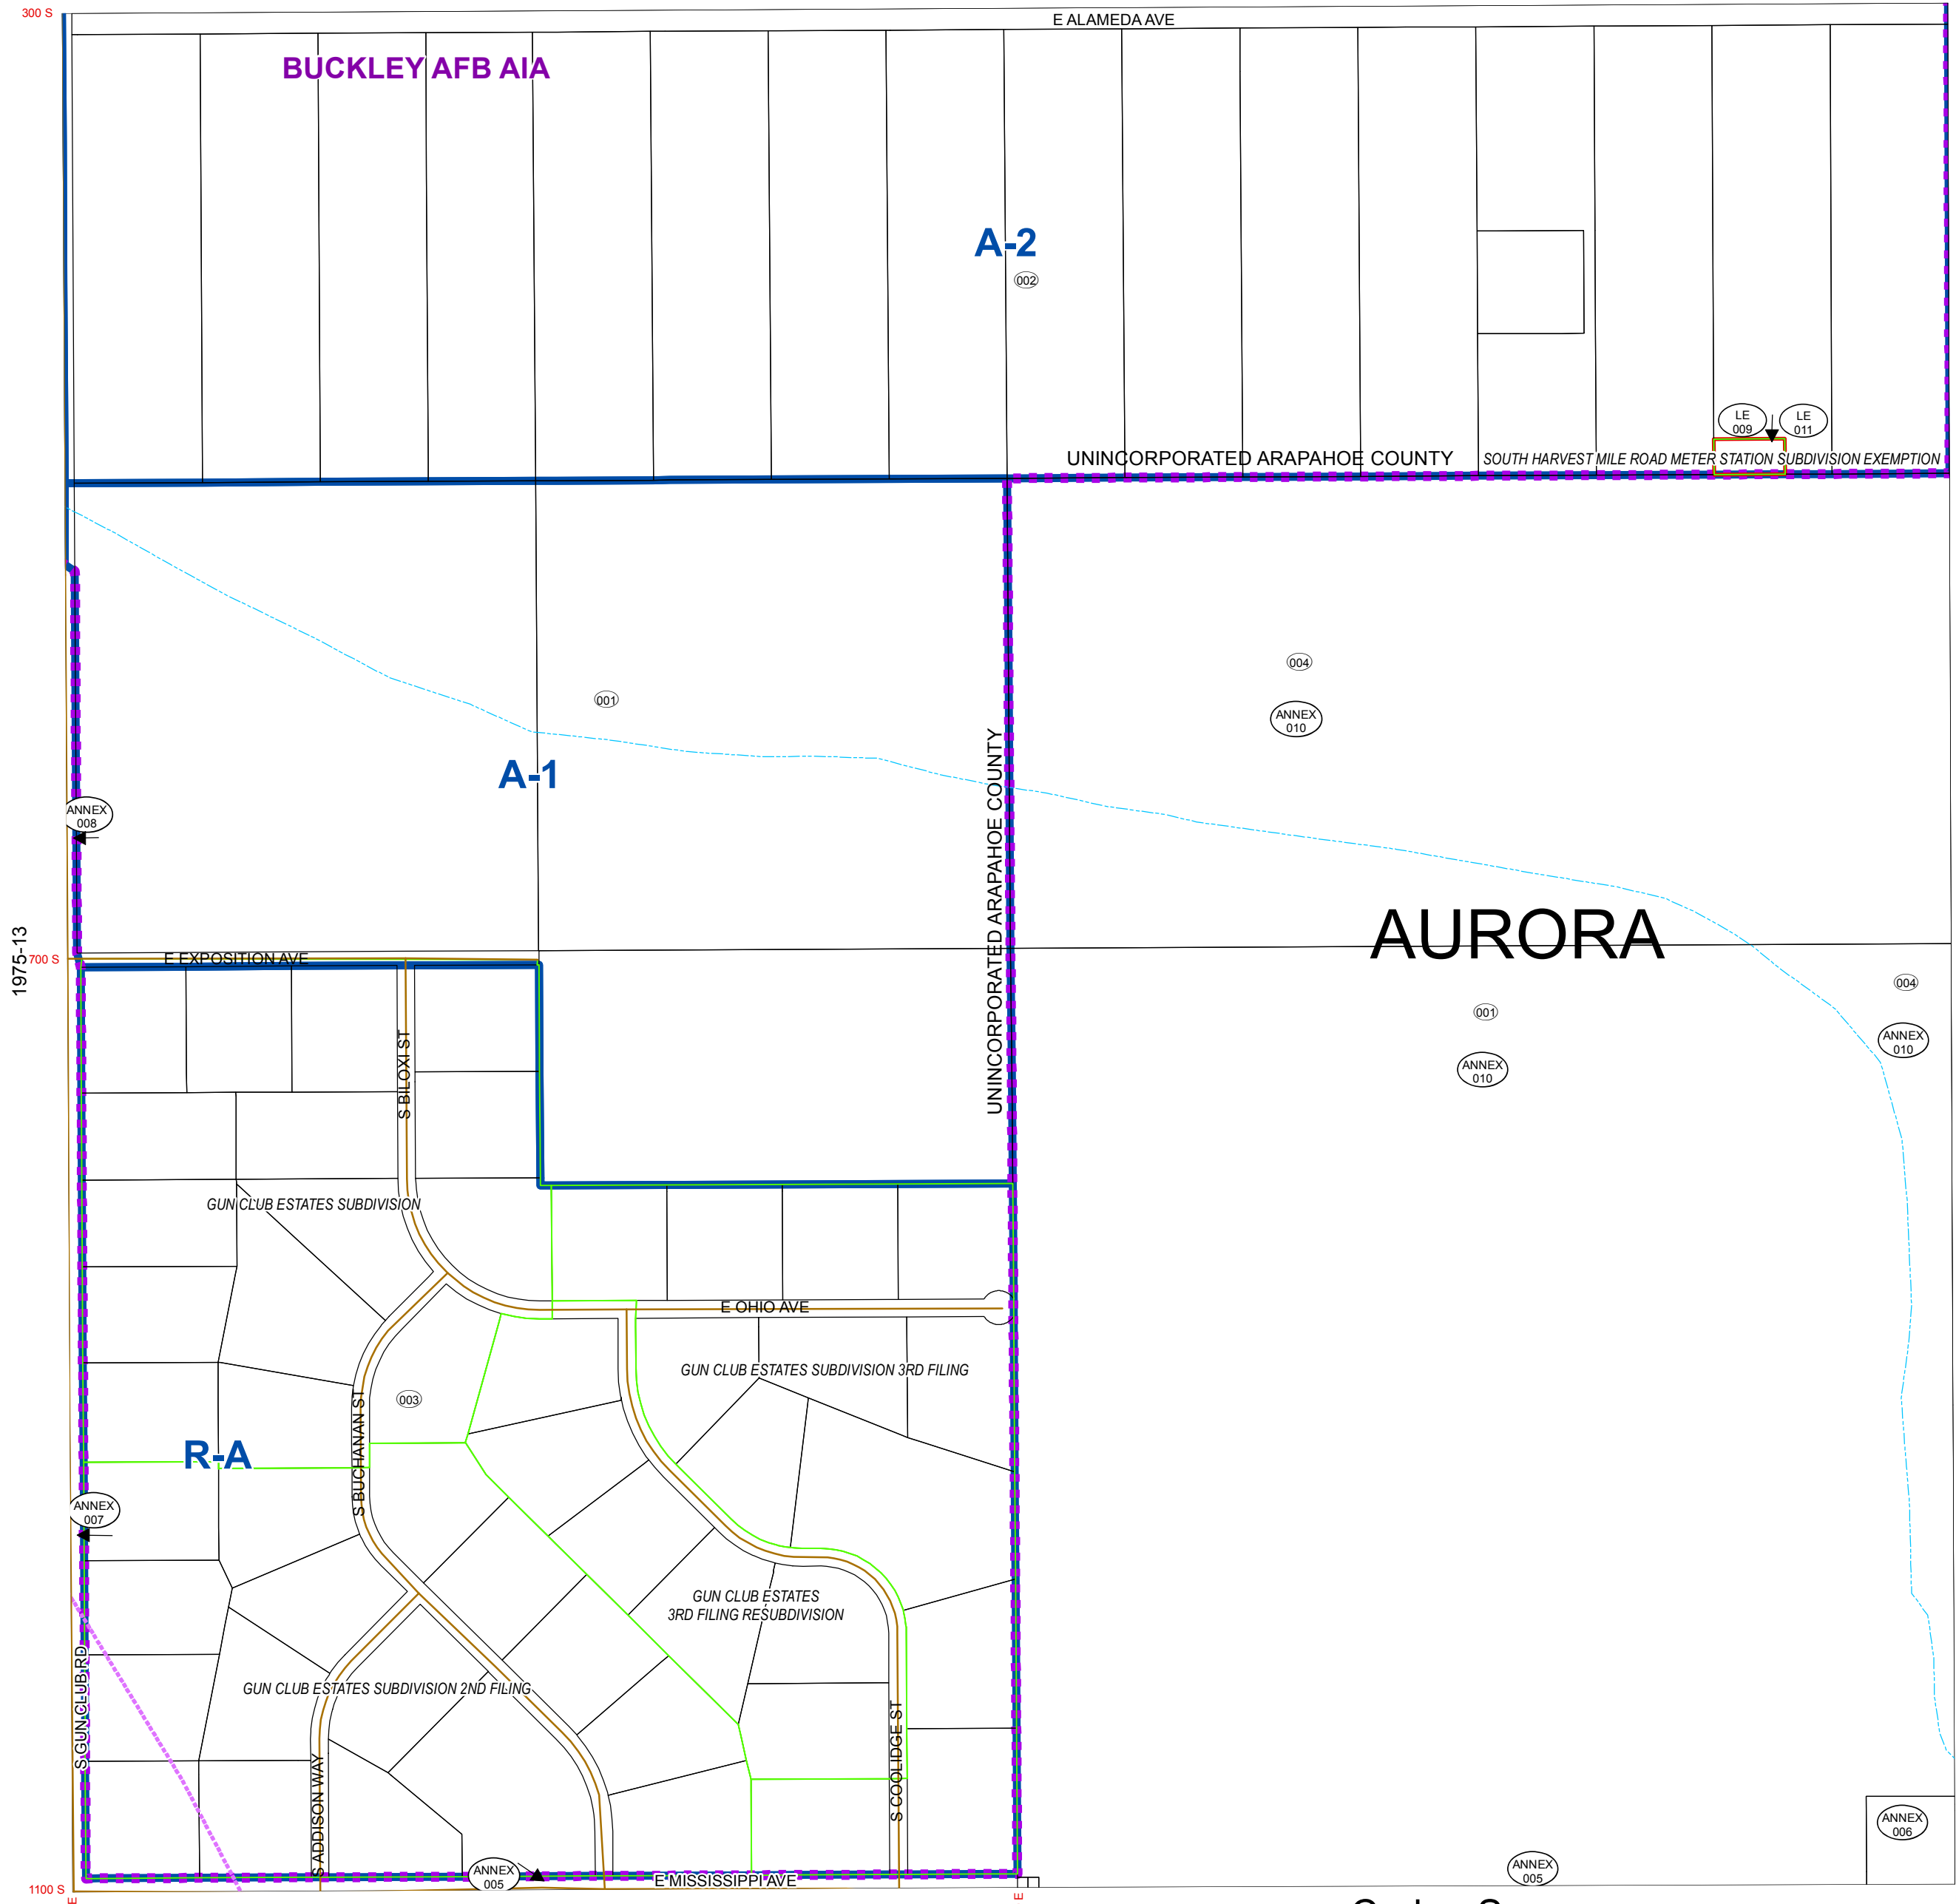 300 S
E ALAMEDA AVE
BUCKLEY AFB AIA
A-2
002
LE
009
LE
011
UNINCORPORATED ARAPAHOE COUNTY
SOUTH HARVEST MILE ROAD METER STATION SUBDIVISION EXEMPTION
004
ANNEX
010
001
A-1
UNINCORPORATED ARAPAHOE COUNTY
ANNEX
008
AURORA
1975-13
700 S
E EXPOSITION AVE
004
ANNEX
010
001
ANNEX
010
S BILOXI ST
GUN CLUB ESTATES SUBDIVISION
E OHIO AVE
GUN CLUB ESTATES SUBDIVISION 3RD FILING
003
S BUCHANAN ST
R-A
ANNEX
007
GUN CLUB ESTATES
3RD FILING RESUBDIVISION
S GUN CLUB RD
GUN CLUB ESTATES SUBDIVISION 2ND FILING
S ADDISON WAY
S COOLIDGE ST
ANNEX
006
ANNEX
005
E MISSISSIPPI AVE
ANNEX
005
1100 S
E
E